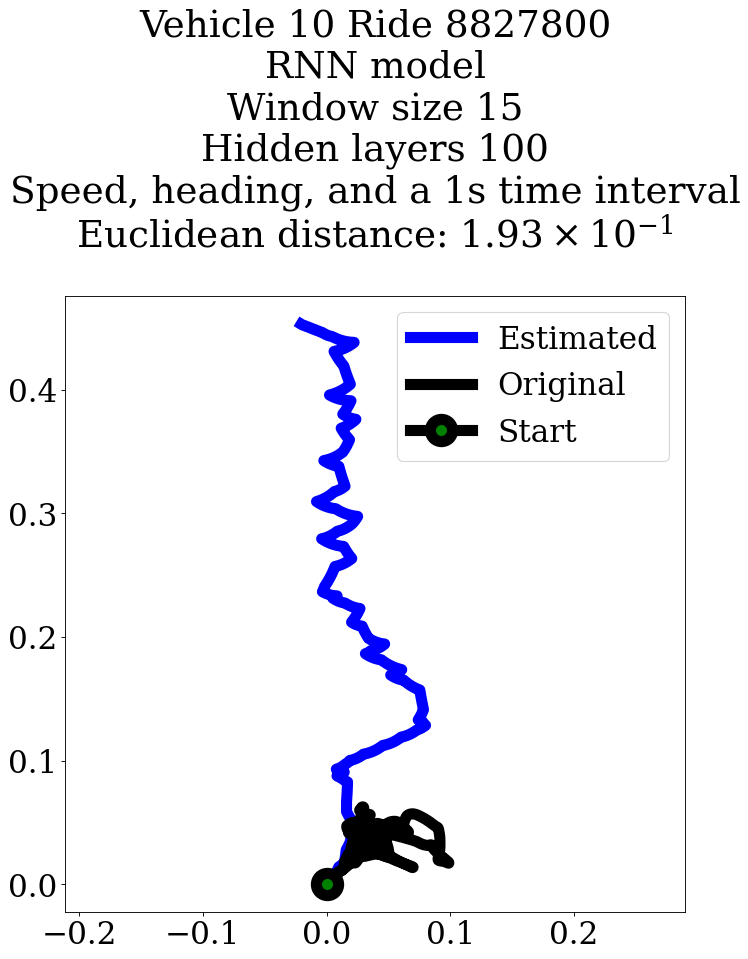 Vehicle 10 Ride 8827800
RNN model
Window size 15
Hidden layers 100
Speed, heading, and a 1s time interval
Euclidean distance: 1.93 × 10⁻¹
Estimated
Original
Start
0.4
0.3
0.2
0.1
0.0
−0.2 −0.1 0.0 0.1 0.2